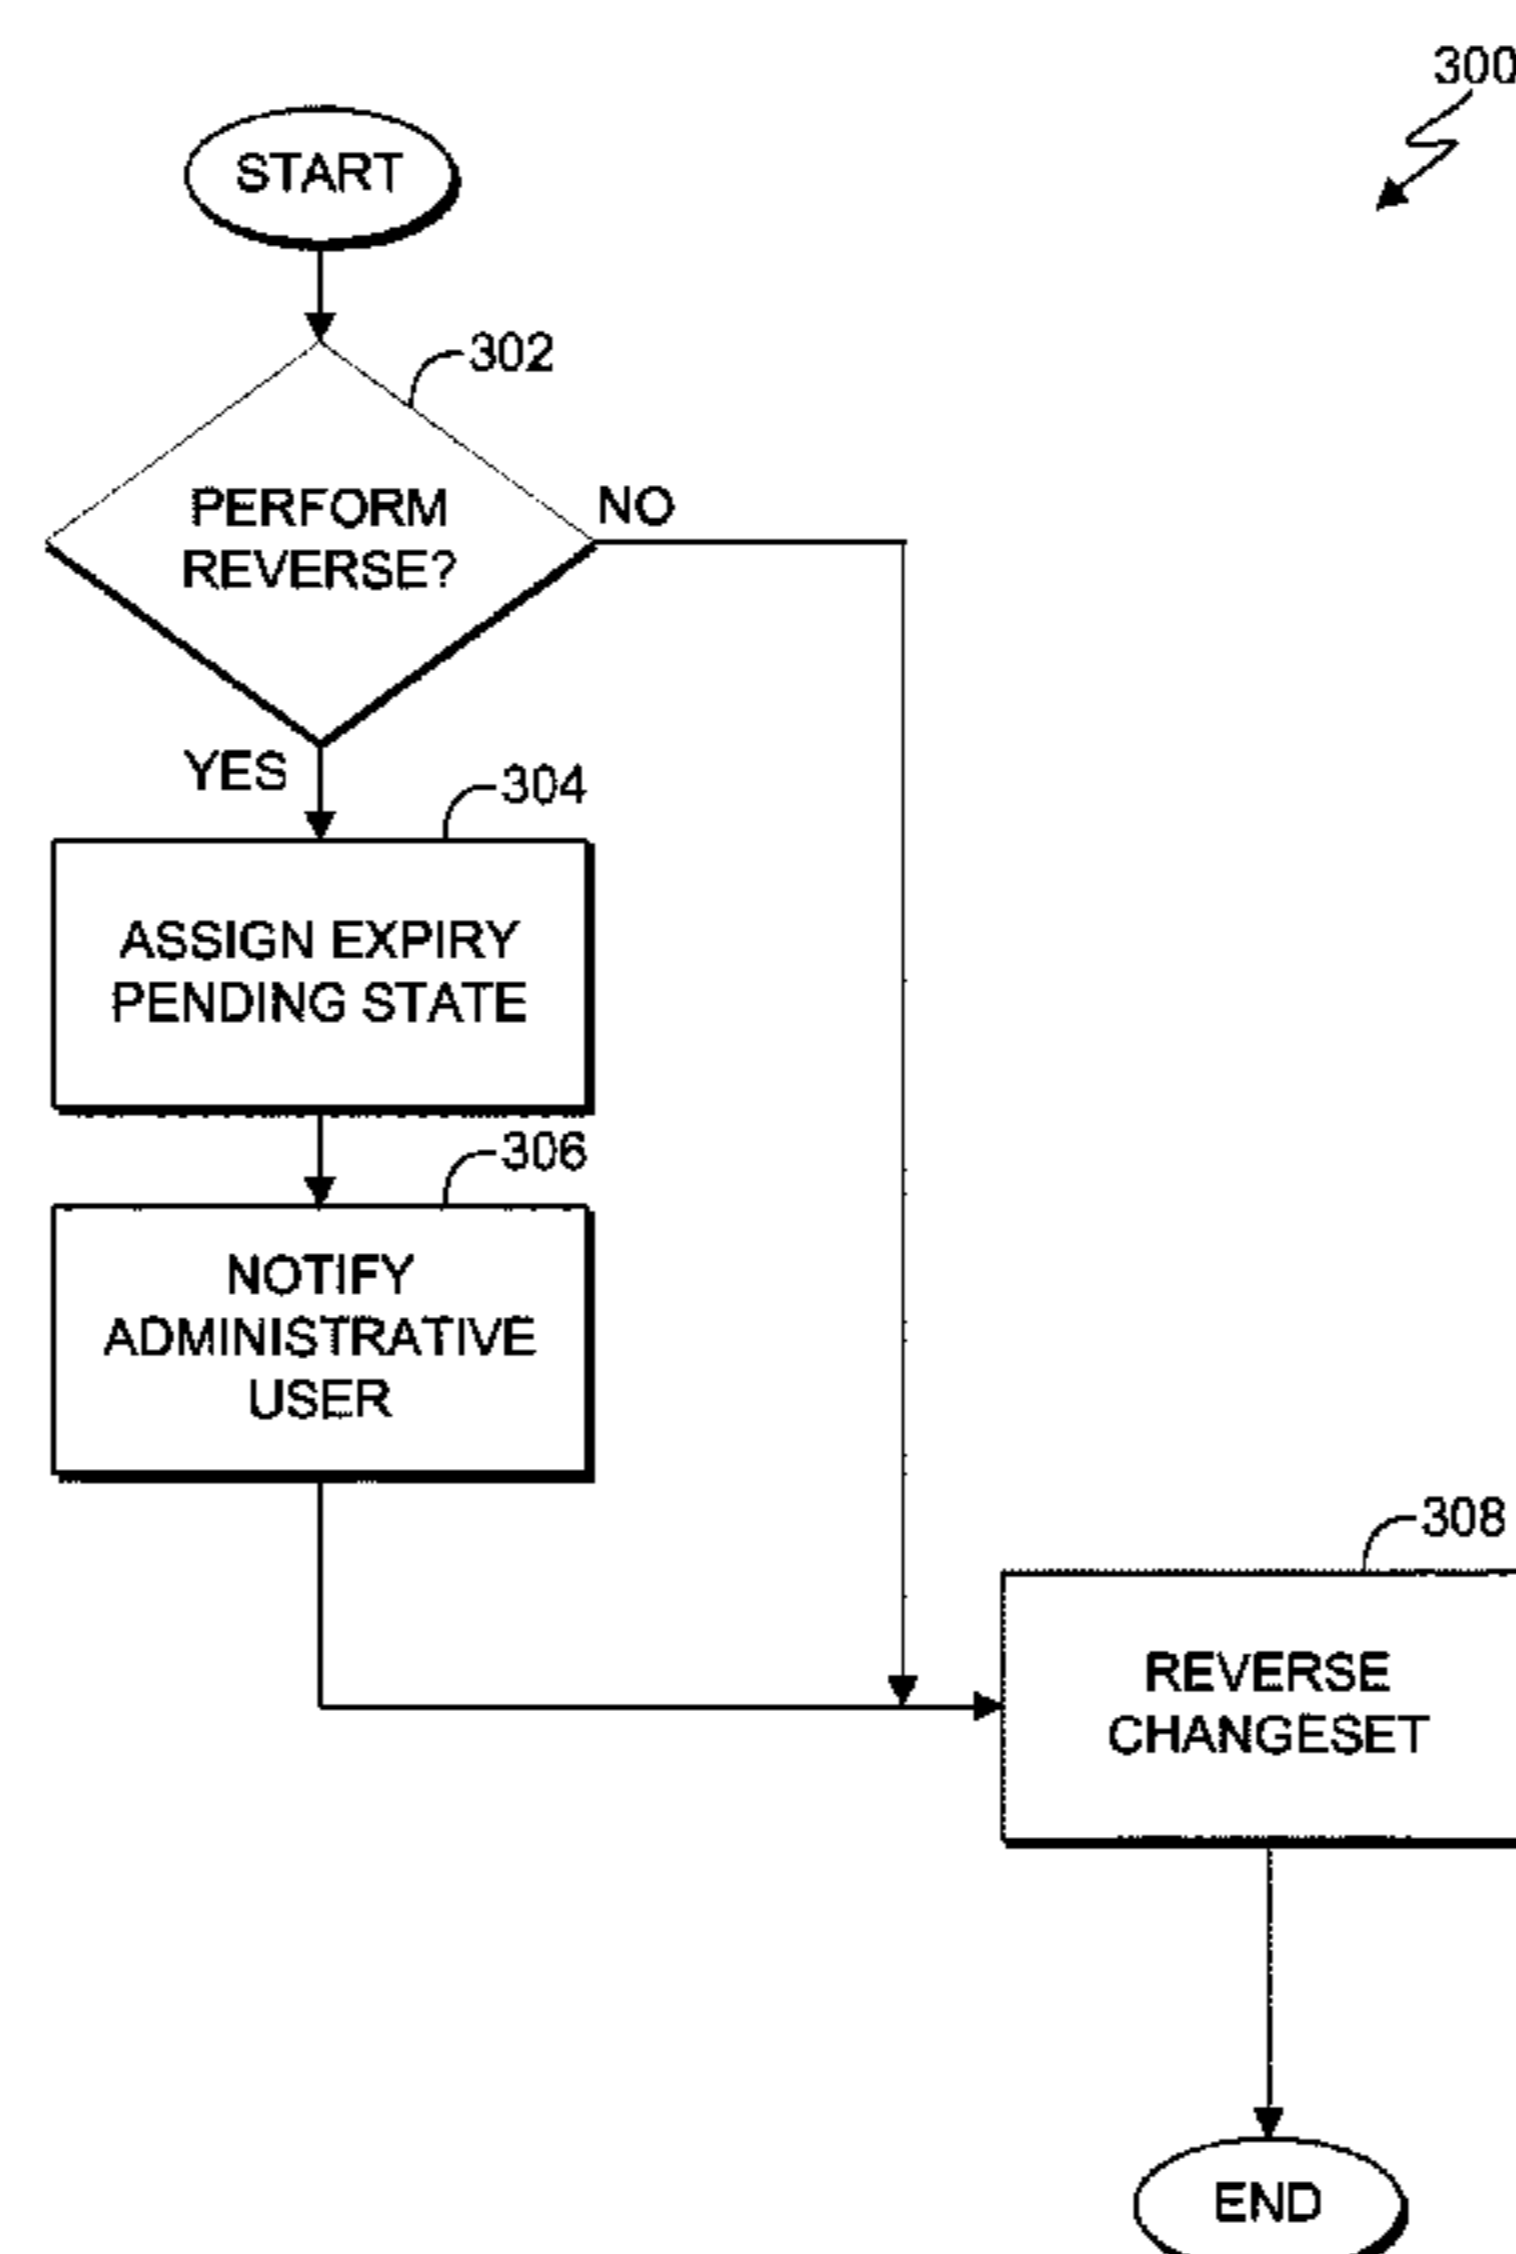 300
START
302
PERFORM
REVERSE?
NO
YES
304
ASSIGN EXPIRY
PENDING STATE
306
NOTIFY
ADMINISTRATIVE
USER
308
REVERSE
CHANGESET
END